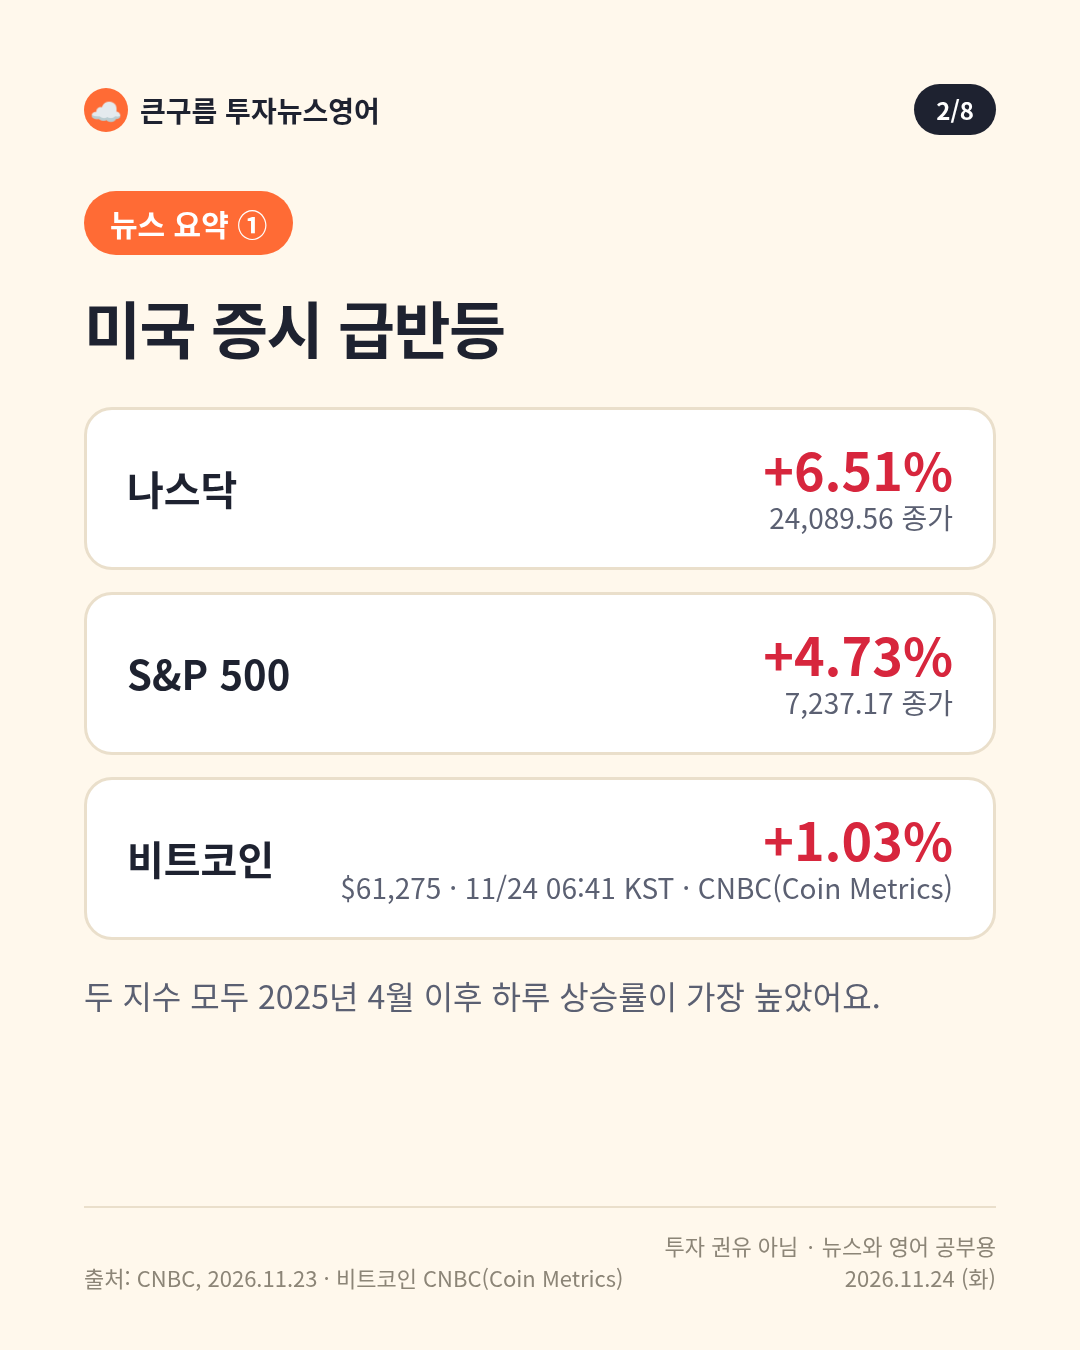 큰구름 투자뉴스영어
2/8
뉴스 요약 ①
미국 증시 급반등
나스닥
+6.51%
24,089.56 종가
S&P 500
+4.73%
7,237.17 종가
비트코인
+1.03%
$61,275 · 11/24 06:41 KST · CNBC(Coin Metrics)
두 지수 모두 2025년 4월 이후 하루 상승률이 가장 높았어요.
투자 권유 아님 · 뉴스와 영어 공부용
출처: CNBC, 2026.11.23 · 비트코인 CNBC(Coin Metrics)
2026.11.24 (화)